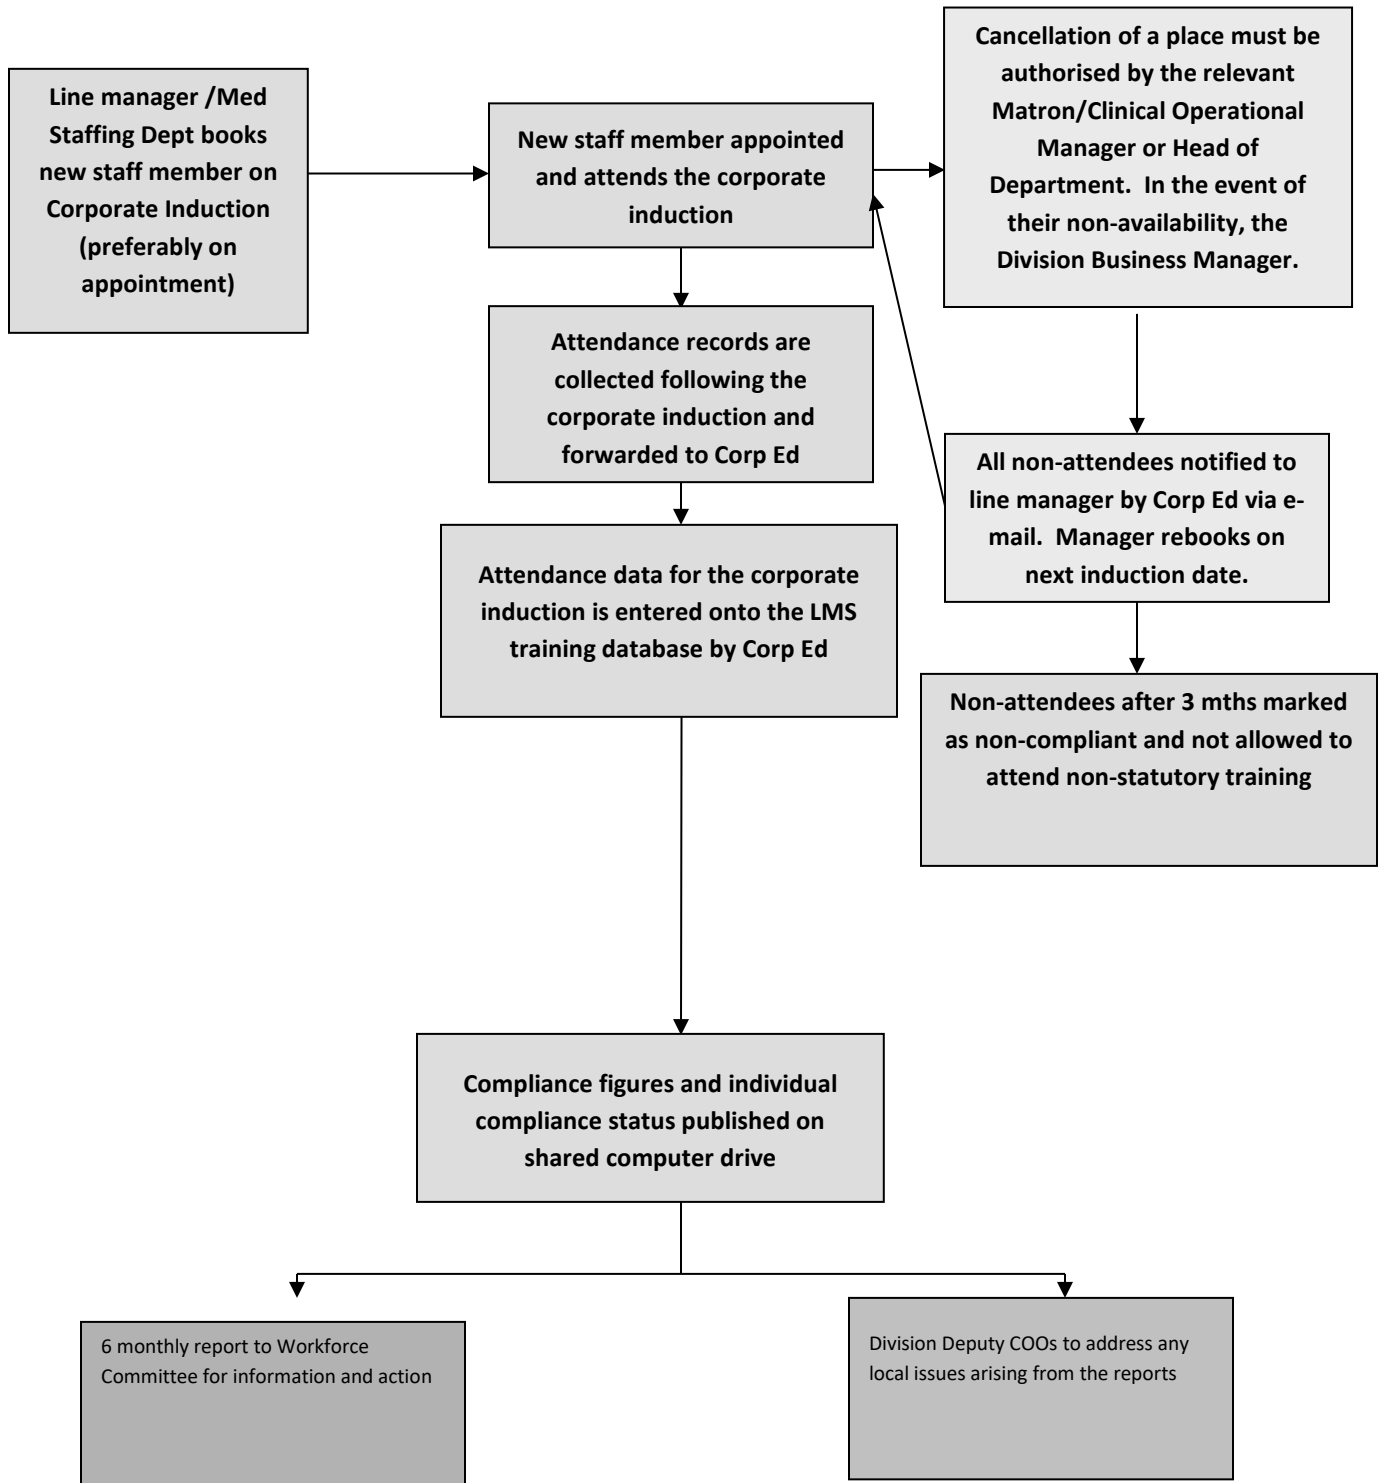 Line manager /Med
Staffing Dept books
new staff member on
Corporate Induction
(preferably on
appointment)
New staff member appointed
and attends the corporate
induction
Cancellation of a place must be
authorised by the relevant
Matron/Clinical Operational
Manager or Head of
Department.  In the event of
their non-availability, the
Division Business Manager.
Attendance records are
collected following the
corporate induction and
forwarded to Corp Ed
All non-attendees notified to
line manager by Corp Ed via e-
mail.  Manager rebooks on
next induction date.
Attendance data for the corporate
induction is entered onto the LMS
training database by Corp Ed
Non-attendees after 3 mths marked
as non-compliant and not allowed to
attend non-statutory training
Compliance figures and individual
compliance status published on
shared computer drive
6 monthly report to Workforce
Committee for information and action
Division Deputy COOs to address any
local issues arising from the reports